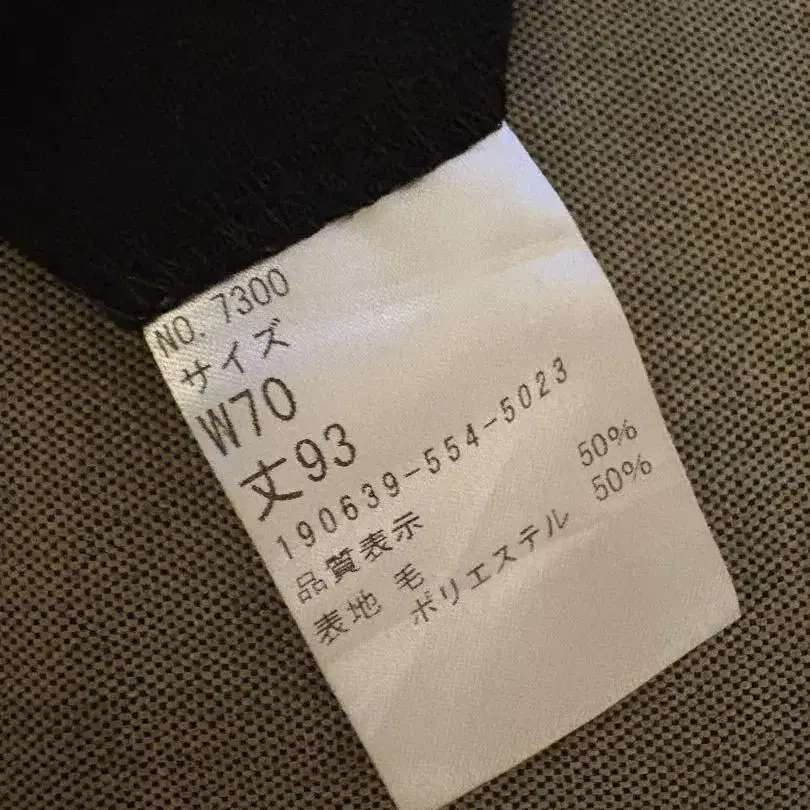 NO. 7300
サイズ
W70
丈93
190639-554-5023
品質表示
表地 毛 50%
ポリエステル 50%